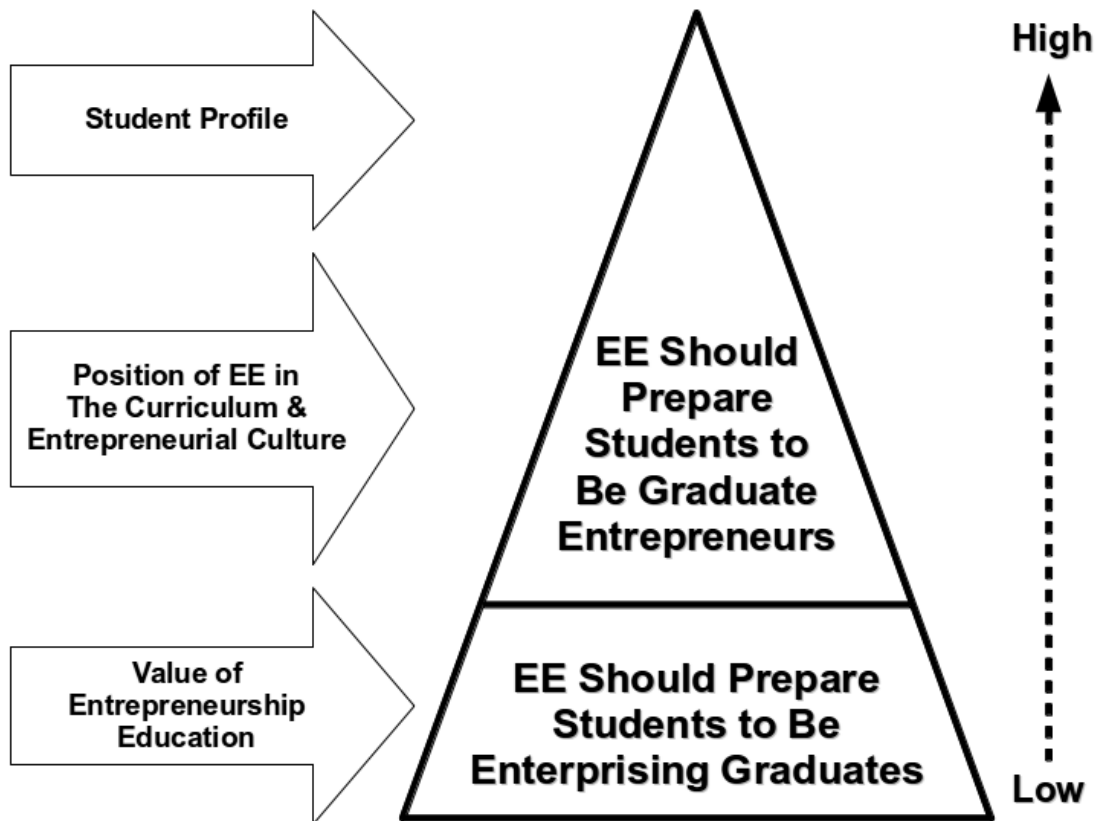 Student Profile
Position of EE in
The Curriculum &
Entrepreneurial Culture
Value of
Entrepreneurship
Education
EE Should
Prepare
Students to
Be Graduate
Entrepreneurs
EE Should Prepare
Students to Be
Enterprising Graduates
High
Low